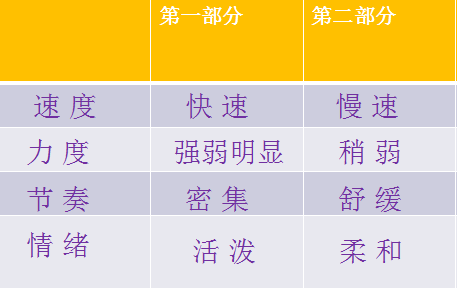 第一部分 第二部分
速 度 快 速 慢 速
力 度 强弱明显 稍 弱
节 奏 密 集 舒 缓
情 绪 活 泼 柔 和